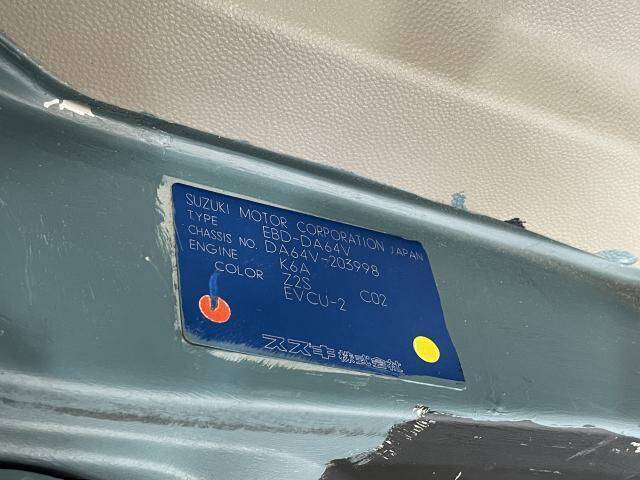 SUZUKI MOTOR CORPORATION JAPAN
TYPE EBD-DA64V
CHASSIS NO. DA64V-203998
ENGINE K6A
COLOR Z2S C02
EVCU-2
スズキ株式会社